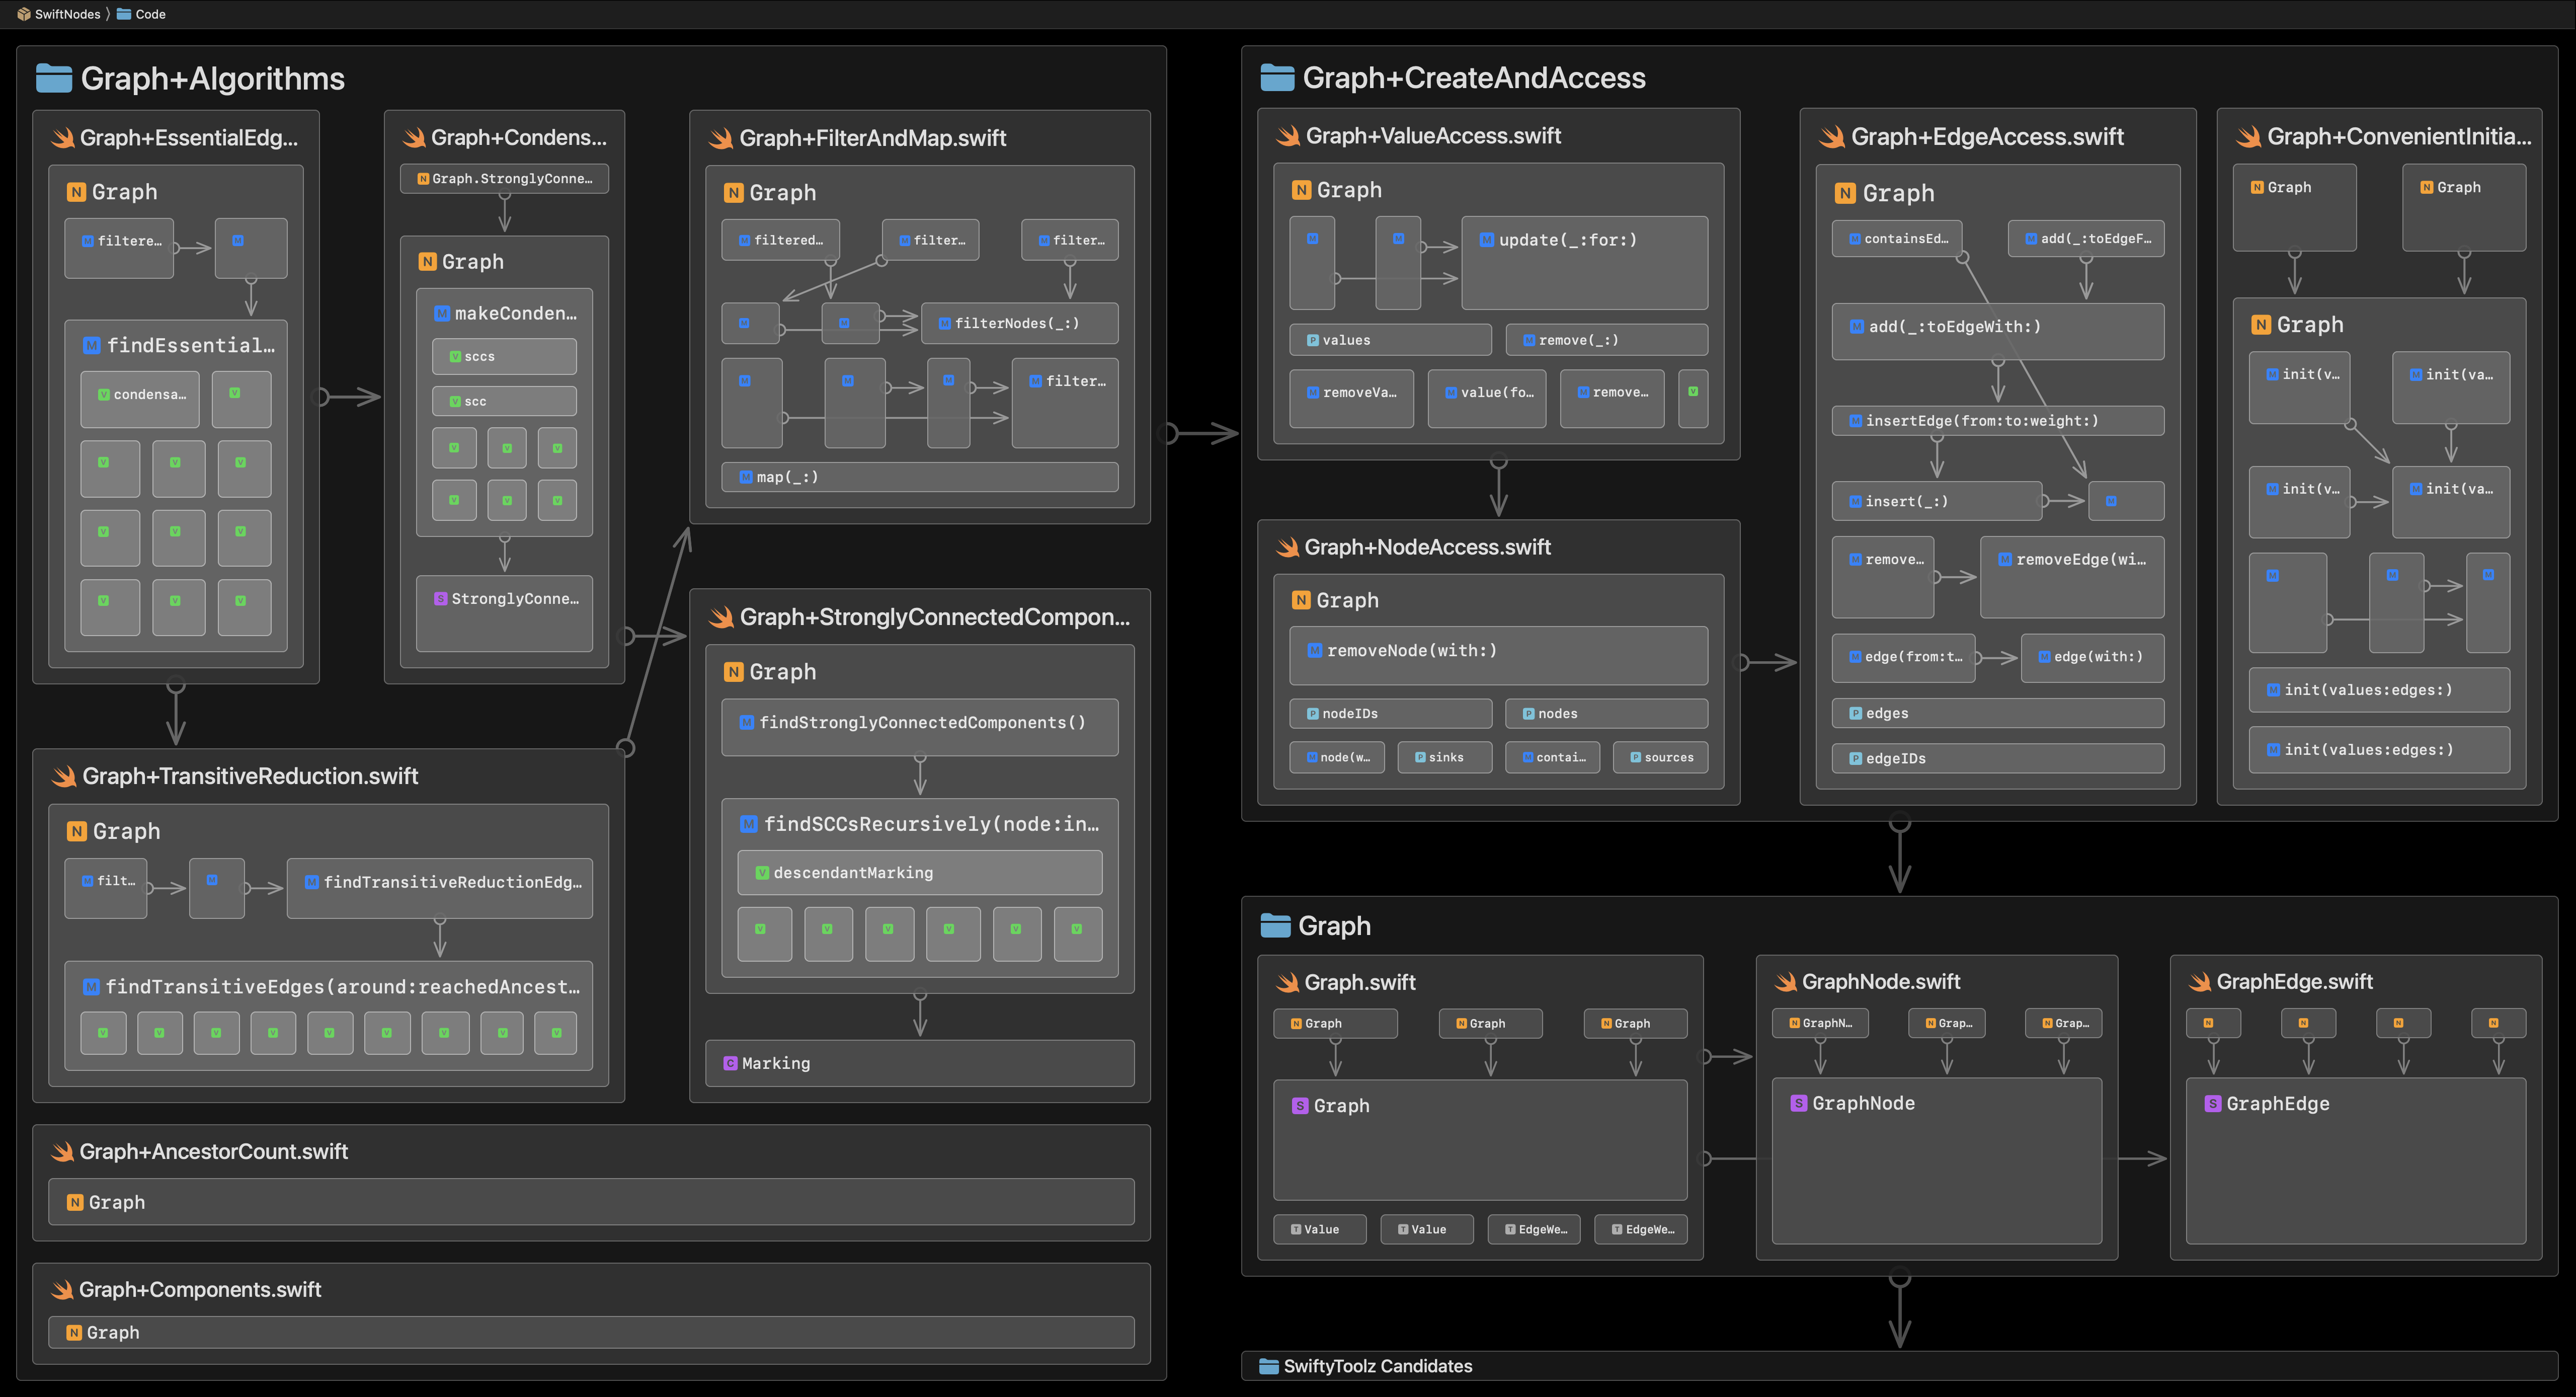 SwiftNodes
Code
Graph+Algorithms
Graph+EssentialEdg...
N Graph
M filtere...
M
M findEssential...
V condensa...
V
V V V
V V V
V V V
Graph+Condens...
N Graph.StronglyConne...
N Graph
M makeConden...
V sccs
V scc
V V V
V V V
S StronglyConne...
Graph+FilterAndMap.swift
N Graph
M filtered...
M filter...
M filter...
M
M
M filterNodes(_:)
M
M
M
M filter...
M map(_:)
Graph+StronglyConnectedCompon...
N Graph
M findStronglyConnectedComponents()
M findSCCsRecursively(node:in...
V descendantMarking
V V V V V V
C Marking
Graph+TransitiveReduction.swift
N Graph
M filt...
M
M findTransitiveReductionEdg...
M findTransitiveEdges(around:reachedAncest...
V V V V V V V V V
Graph+AncestorCount.swift
N Graph
Graph+Components.swift
N Graph
Graph+CreateAndAccess
Graph+ValueAccess.swift
N Graph
M
M
M update(_:for:)
P values
M remove(_:)
M removeVa...
M value(fo...
M remove...
V
Graph+NodeAccess.swift
N Graph
M removeNode(with:)
P nodeIDs
P nodes
M node(w...
P sinks
M contai...
P sources
Graph+EdgeAccess.swift
N Graph
M containsEd...
M add(_:toEdgeF...
M add(_:toEdgeWith:)
M insertEdge(from:to:weight:)
M insert(_:)
M
M remove...
M removeEdge(wi...
M edge(from:t...
M edge(with:)
P edges
P edgeIDs
Graph+ConvenientInitia...
N Graph
N Graph
N Graph
M init(v...
M init(va...
M init(v...
M init(va...
M
M
M
M init(values:edges:)
M init(values:edges:)
Graph
Graph.swift
N Graph
N Graph
N Graph
S Graph
T Value
T Value
T EdgeWe...
T EdgeWe...
GraphNode.swift
N GraphN...
N Grap...
N Grap...
S GraphNode
GraphEdge.swift
N
N
N
N
S GraphEdge
SwiftyToolz Candidates